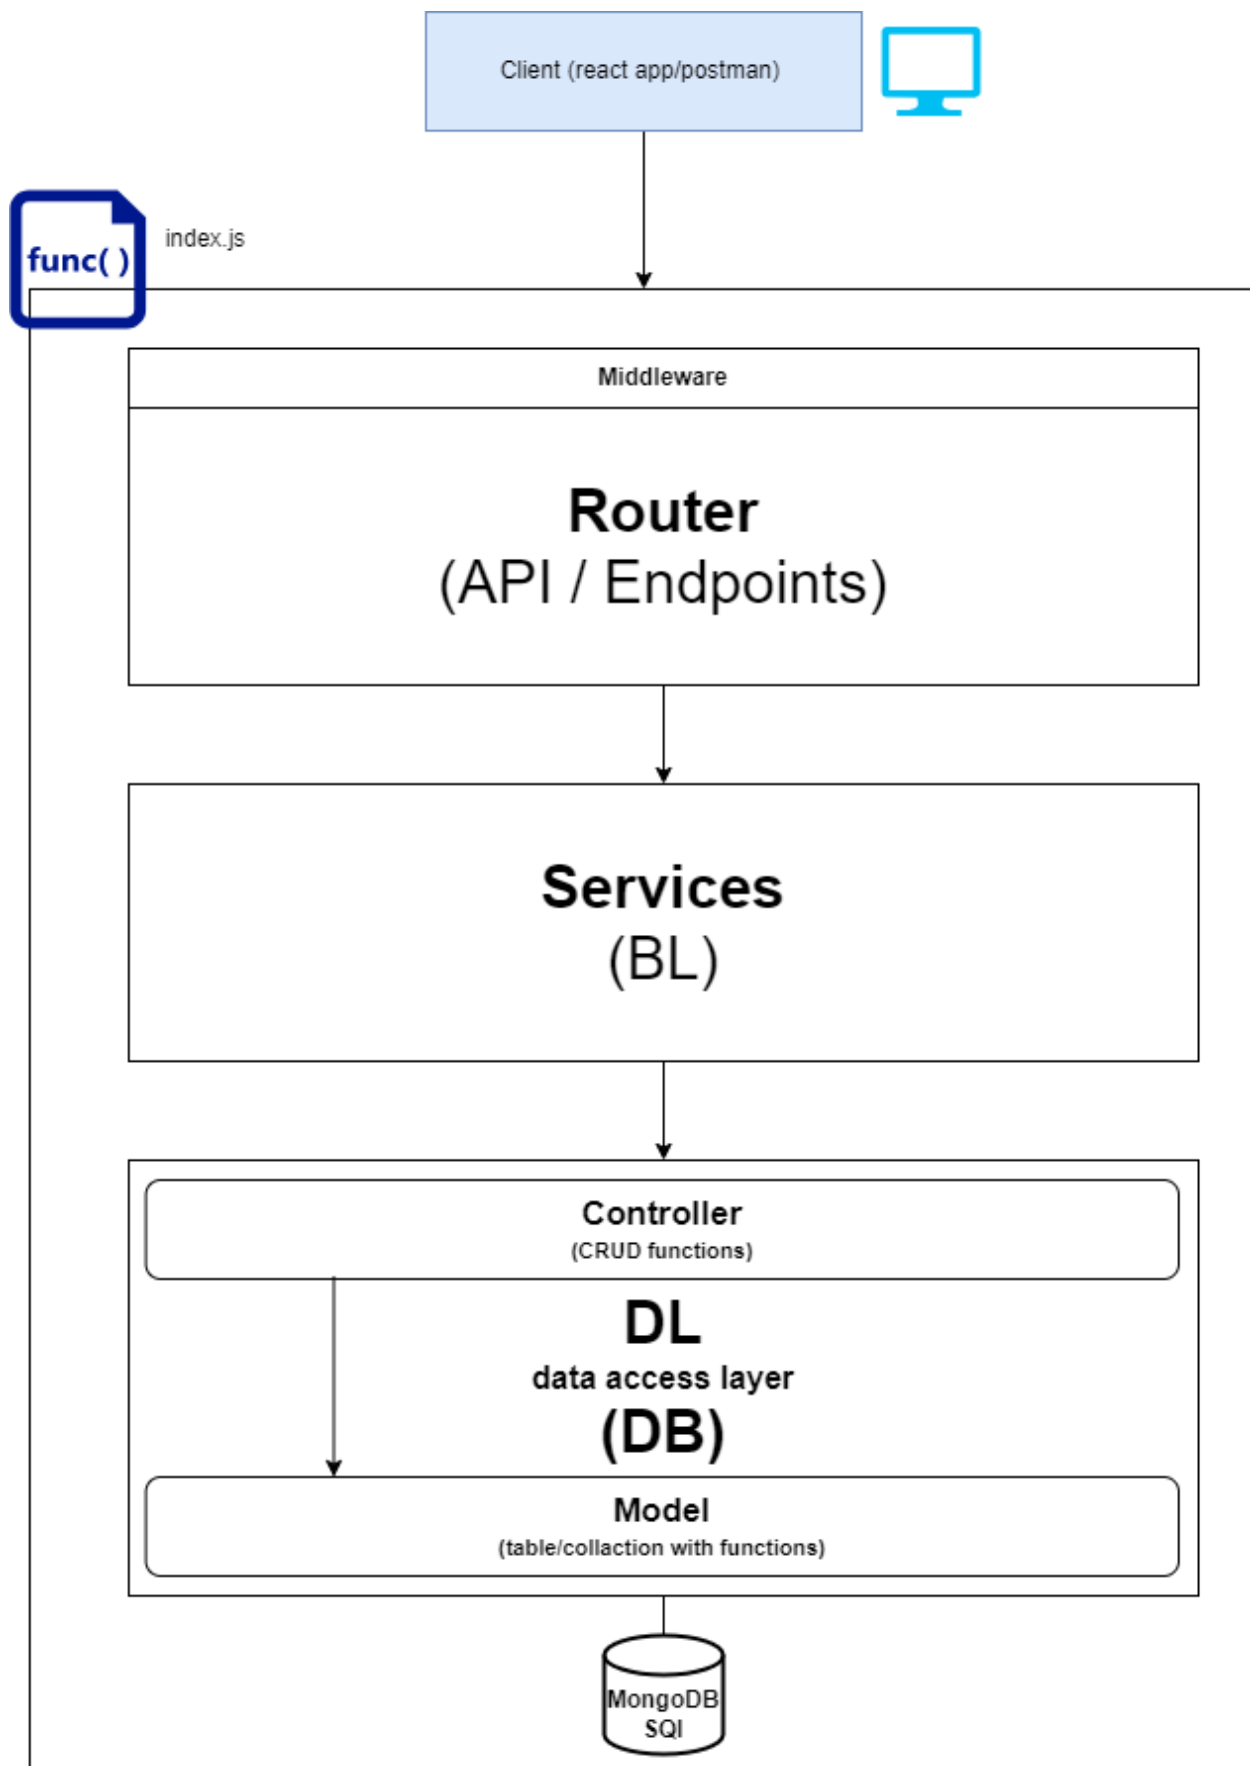 Client (react app/postman)
func( )
index.js
Middleware
Router
(API / Endpoints)
Services
(BL)
Controller
(CRUD functions)
DL
data access layer
(DB)
Model
(table/collaction with functions)
MongoDB
SQl